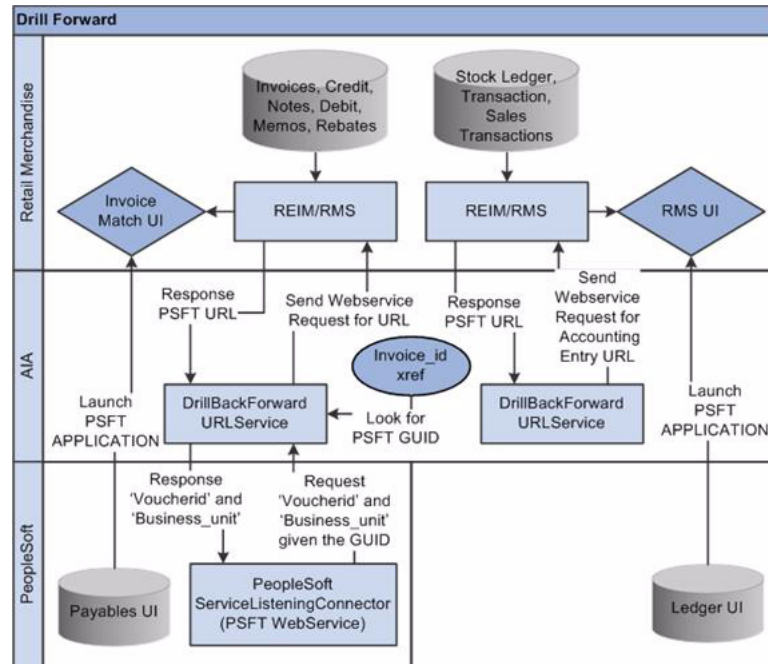 Drill Forward
Retail Merchandise
Invoices, Credit,
Notes, Debit,
Memos, Rebates
Stock Ledger,
Transaction,
Sales
Transactions
Invoice
Match UI
REIM/RMS
REIM/RMS
RMS UI
AIA
Response
PSFT URL
Send Webservice
Request for URL
Response
PSFT URL
Send
Webservice
Request for
Accounting
Entry URL
Invoice_id
xref
Launch
PSFT
APPLICATION
DrillBackForward
URLService
Look for
PSFT GUID
DrillBackForward
URLService
Launch
PSFT
APPLICATION
PeopleSoft
Response
'Voucherid' and
'Business_unit'
Request
'Voucherid' and
'Business_unit'
given the GUID
Payables UI
PeopleSoft
ServiceListeningConnector
(PSFT WebService)
Ledger UI